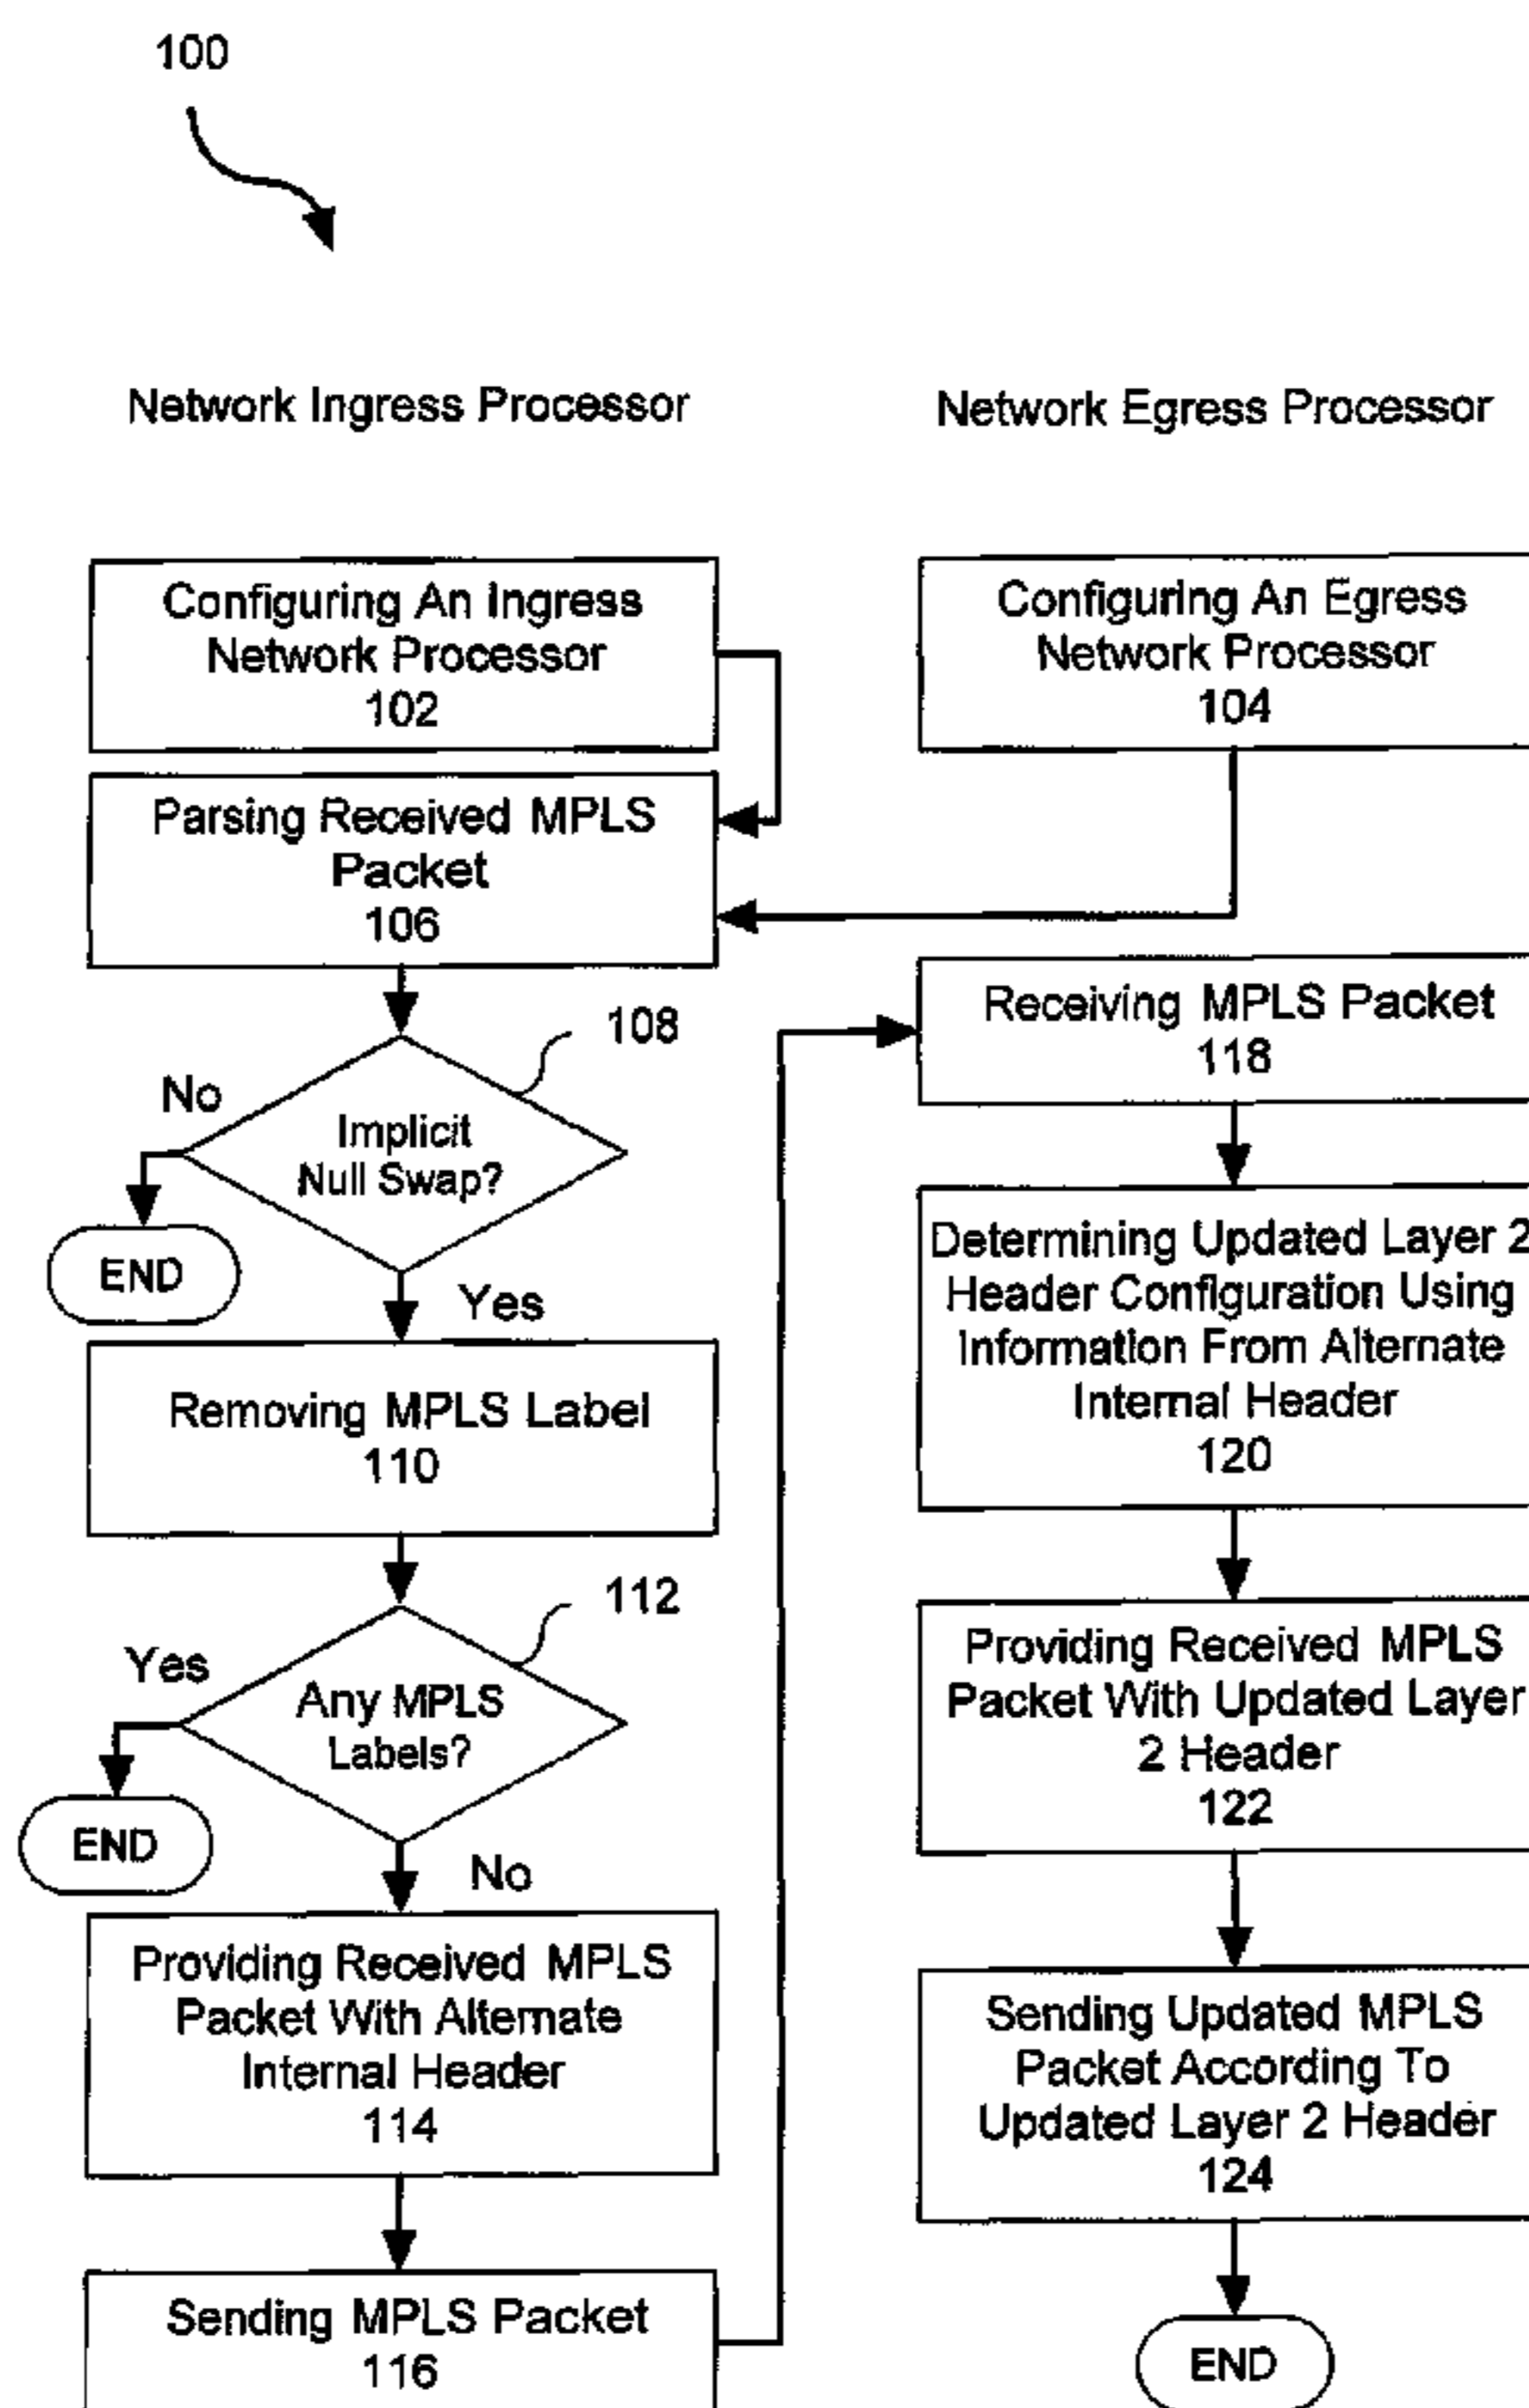 100
Network Ingress Processor
Network Egress Processor
Configuring An Ingress
Network Processor
102
Configuring An Egress
Network Processor
104
Parsing Received MPLS
Packet
106
108
No
Implicit
Null Swap?
END
Yes
Removing MPLS Label
110
112
Yes
Any MPLS
Labels?
END
No
Providing Received MPLS
Packet With Alternate
Internal Header
114
Sending MPLS Packet
116
Receiving MPLS Packet
118
Determining Updated Layer 2
Header Configuration Using
Information From Alternate
Internal Header
120
Providing Received MPLS
Packet With Updated Layer
2 Header
122
Sending Updated MPLS
Packet According To
Updated Layer 2 Header
124
END